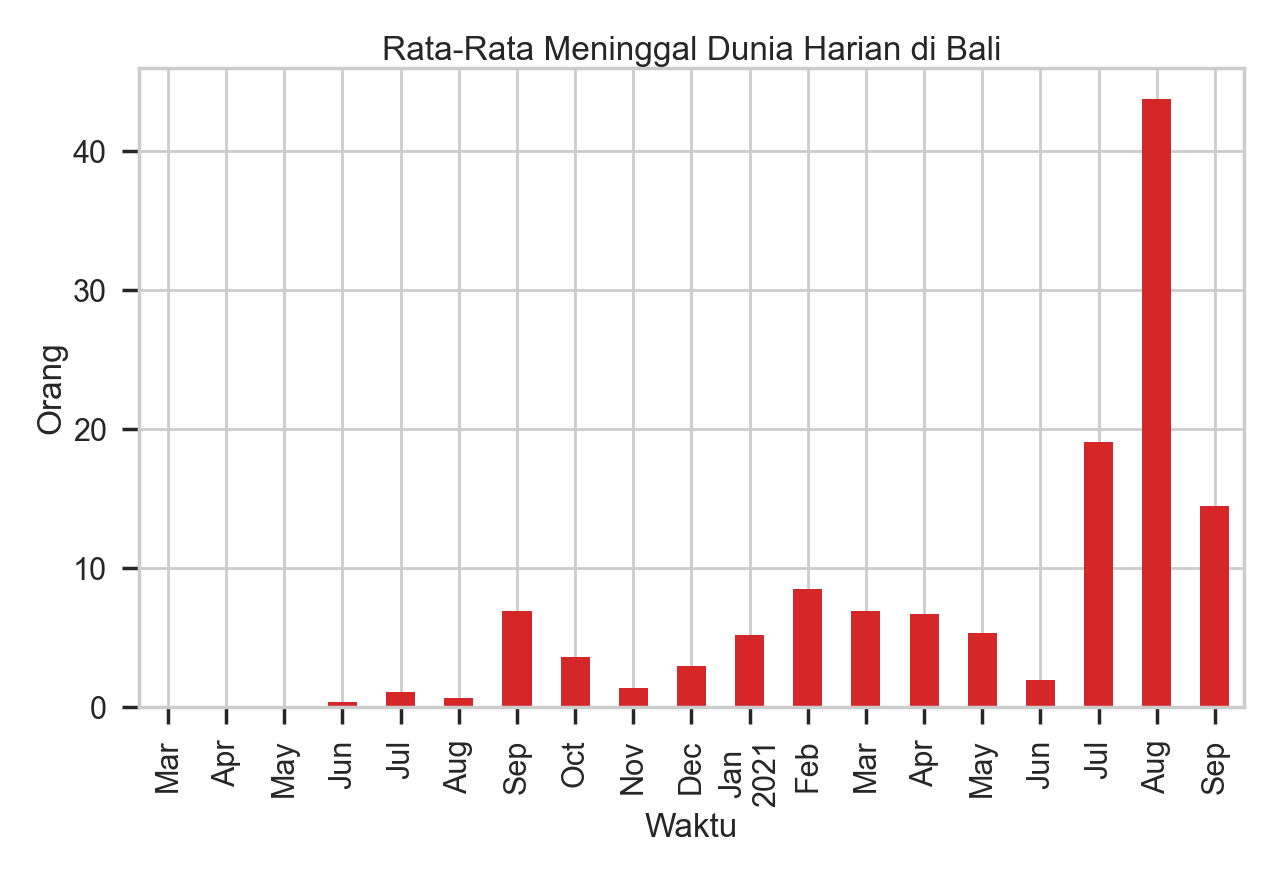 Rata-Rata Meninggal Dunia Harian di Bali
Orang
40
30
20
10
0
Mar
Apr
May
Jun
Jul
Aug
Sep
Oct
Nov
Dec
Jan
2021
Feb
Mar
Apr
May
Jun
Jul
Aug
Sep
Waktu